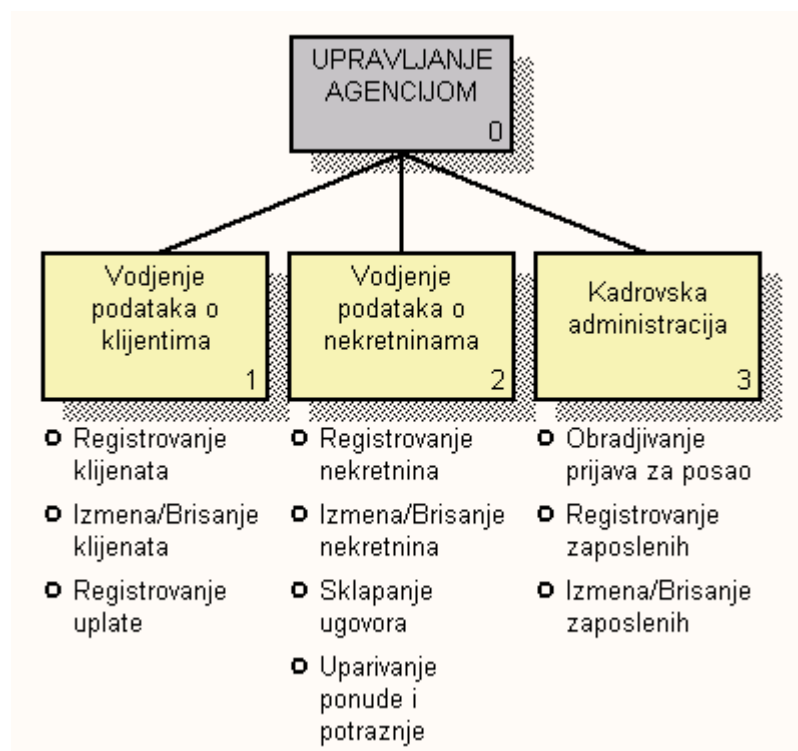 UPRAVLJANJE
AGENCIJOM
0
Vodjenje
podataka o
klijentima
1
Vodjenje
podataka o
nekretninama
2
Kadrovska
administracija
3
Registrovanje
klijenata
Izmena/Brisanje
klijenata
Registrovanje
uplate
Registrovanje
nekretnina
Izmena/Brisanje
nekretnina
Sklapanje
ugovora
Uparivanje
ponude i
potraznje
Obradjivanje
prijava za posao
Registrovanje
zaposlenih
Izmena/Brisanje
zaposlenih